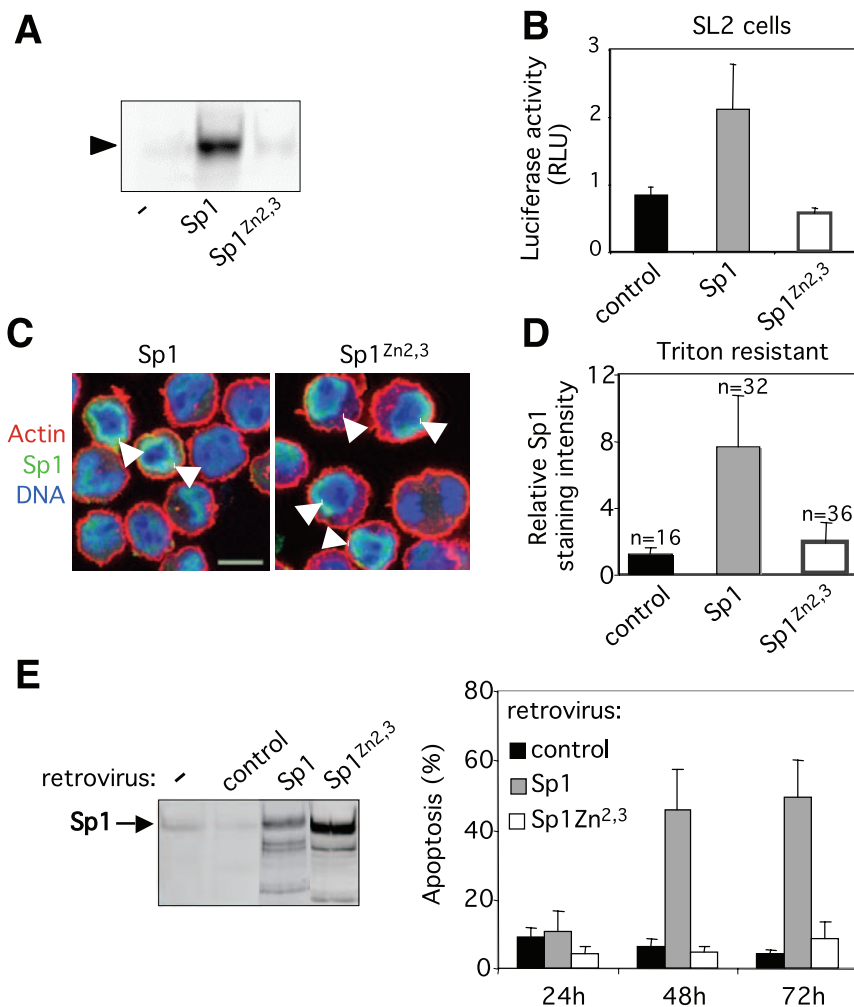 A
-
Sp1
Sp1Zn2,3
B
SL2 cells
Luciferase activity
(RLU)
3
2
1
0
control
Sp1
Sp1Zn2,3
C
Sp1
Sp1Zn2,3
Actin
Sp1
DNA
D
Triton resistant
Relative Sp1
staining intensity
12
8
4
0
n=16
n=32
n=36
control
Sp1
Sp1Zn2,3
E
retrovirus:
-
control
Sp1
Sp1Zn2,3
Sp1
Apoptosis (%)
80
60
40
20
0
retrovirus:
control
Sp1
Sp1Zn2,3
24h
48h
72h